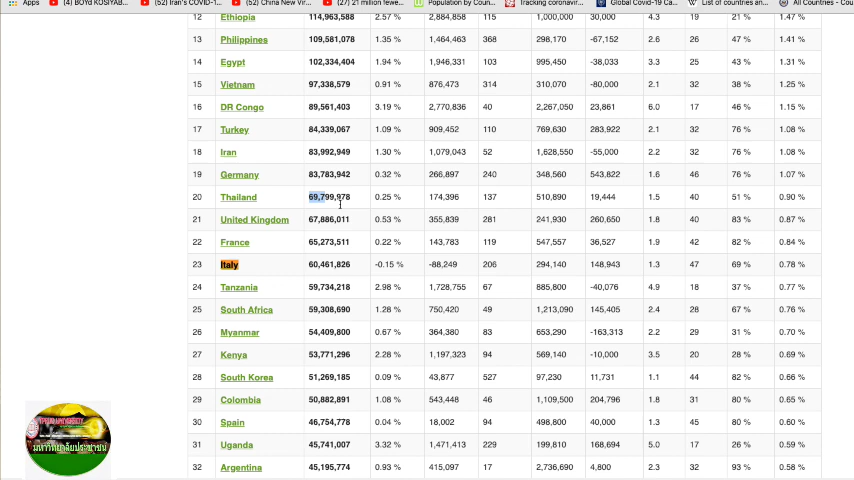 Apps (4) BOYd KOSIYAB... (52) Iran's COVID-1... (52) China New Vir... (27) 21 million fewe... Population by Coun... Tracking coronavir... Global Covid-19 Ca... List of countries an... All Countries - Cou
12 Ethiopia 114,963,588 2.57 % 2,884,858 115 1,000,000 30,000 4.3 19 21 % 1.47 %
13 Philippines 109,581,078 1.35 % 1,464,463 368 298,170 -67,152 2.6 26 47 % 1.41 %
14 Egypt 102,334,404 1.94 % 1,946,331 103 995,450 -38,033 3.3 25 43 % 1.31 %
15 Vietnam 97,338,579 0.91 % 876,473 314 310,070 -80,000 2.1 32 38 % 1.25 %
16 DR Congo 89,561,403 3.19 % 2,770,836 40 2,267,050 23,861 6.0 17 46 % 1.15 %
17 Turkey 84,339,067 1.09 % 909,452 110 769,630 283,922 2.1 32 76 % 1.08 %
18 Iran 83,992,949 1.30 % 1,079,043 52 1,628,550 -55,000 2.2 32 76 % 1.08 %
19 Germany 83,783,942 0.32 % 266,897 240 348,560 543,822 1.6 46 76 % 1.07 %
20 Thailand 69,799,978 0.25 % 174,396 137 510,890 19,444 1.5 40 51 % 0.90 %
21 United Kingdom 67,886,011 0.53 % 355,839 281 241,930 260,650 1.8 40 83 % 0.87 %
22 France 65,273,511 0.22 % 143,783 119 547,557 36,527 1.9 42 82 % 0.84 %
23 Italy 60,461,826 -0.15 % -88,249 206 294,140 148,943 1.3 47 69 % 0.78 %
24 Tanzania 59,734,218 2.98 % 1,728,755 67 885,800 -40,076 4.9 18 37 % 0.77 %
25 South Africa 59,308,690 1.28 % 750,420 49 1,213,090 145,405 2.4 28 67 % 0.76 %
26 Myanmar 54,409,800 0.67 % 364,380 83 653,290 -163,313 2.2 29 31 % 0.70 %
27 Kenya 53,771,296 2.28 % 1,197,323 94 569,140 -10,000 3.5 20 28 % 0.69 %
28 South Korea 51,269,185 0.09 % 43,877 527 97,230 11,731 1.1 44 82 % 0.66 %
29 Colombia 50,882,891 1.08 % 543,448 46 1,109,500 204,796 1.8 31 80 % 0.65 %
30 Spain 46,754,778 0.04 % 18,002 94 498,800 40,000 1.3 45 80 % 0.60 %
31 Uganda 45,741,007 3.32 % 1,471,413 229 199,810 168,694 5.0 17 26 % 0.59 %
32 Argentina 45,195,774 0.93 % 415,097 17 2,736,690 4,800 2.3 32 93 % 0.58 %
มหาวิทยาลัยประชาชน